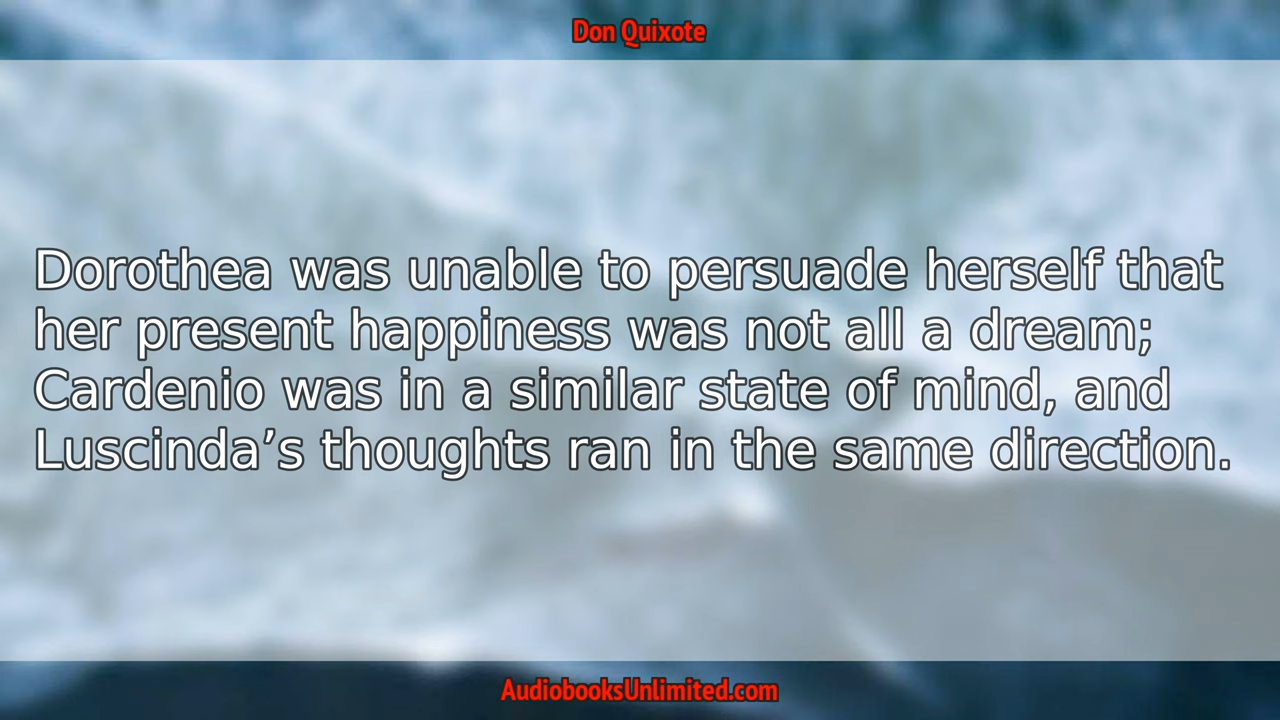 Don Quixote
Dorothea was unable to persuade herself that
her present happiness was not all a dream;
Cardenio was in a similar state of mind, and
Luscinda’s thoughts ran in the same direction.
AudiobooksUnlimited.com